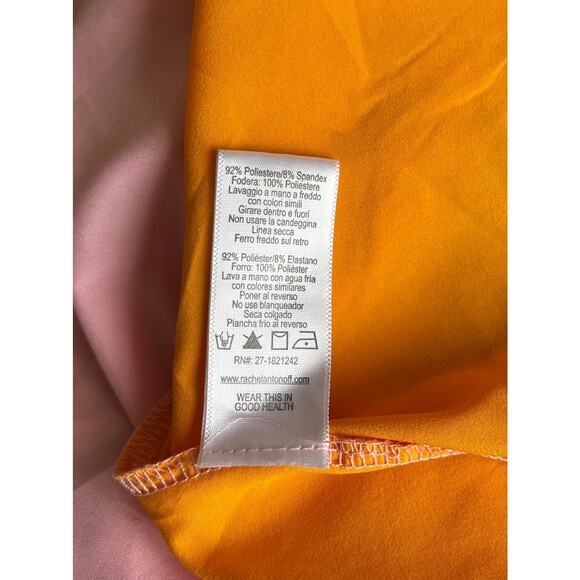 92% Poliestere/8% Spandex
Fodera: 100% Poliestere
Lavaggio a mano a freddo
con colori simili
Girare dentro e fuori
Non usare la candeggina
Linea secca
Ferro freddo sul retro
92% Poliéster/8% Elastano
Forro: 100% Poliéster
Lava a mano con agua fría
con colores similares
Poner al reverso
No use blanqueador
Seca colgado
Plancha frío al reverso
RN#: 27-1821242
www.rachelantonoff.com
WEAR THIS IN
GOOD HEALTH